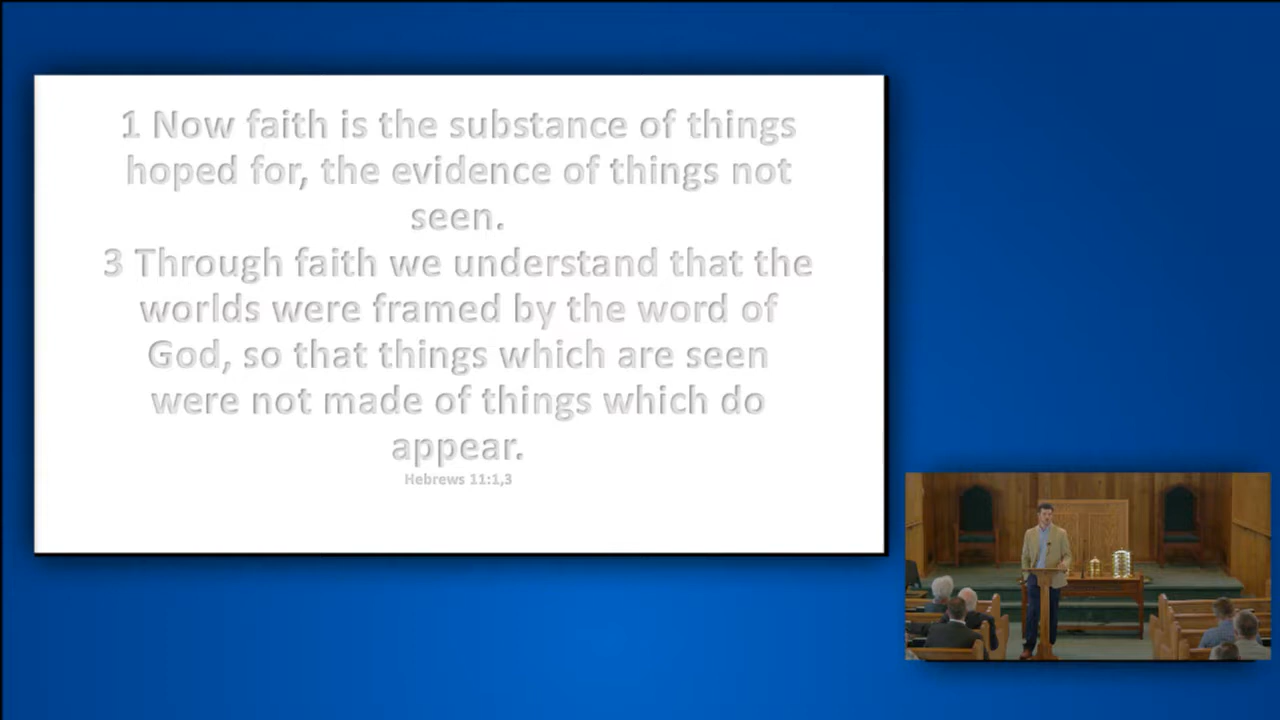 1 Now faith is the substance of things
hoped for, the evidence of things not
seen.
3 Through faith we understand that the
worlds were framed by the word of
God, so that things which are seen
were not made of things which do
appear.
Hebrews 11:1,3